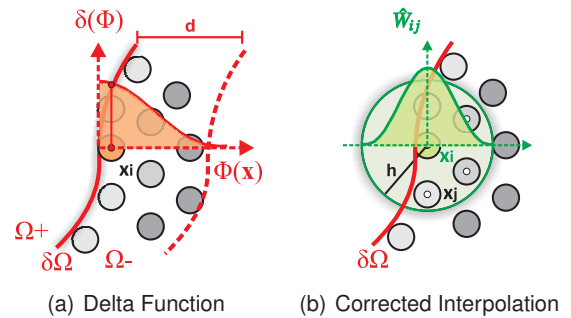 δ(Φ)
d
xi
Φ(x)
Ω+
δΩ
Ω-
(a) Delta Function
Ŵij
xi
h
xj
δΩ
(b) Corrected Interpolation